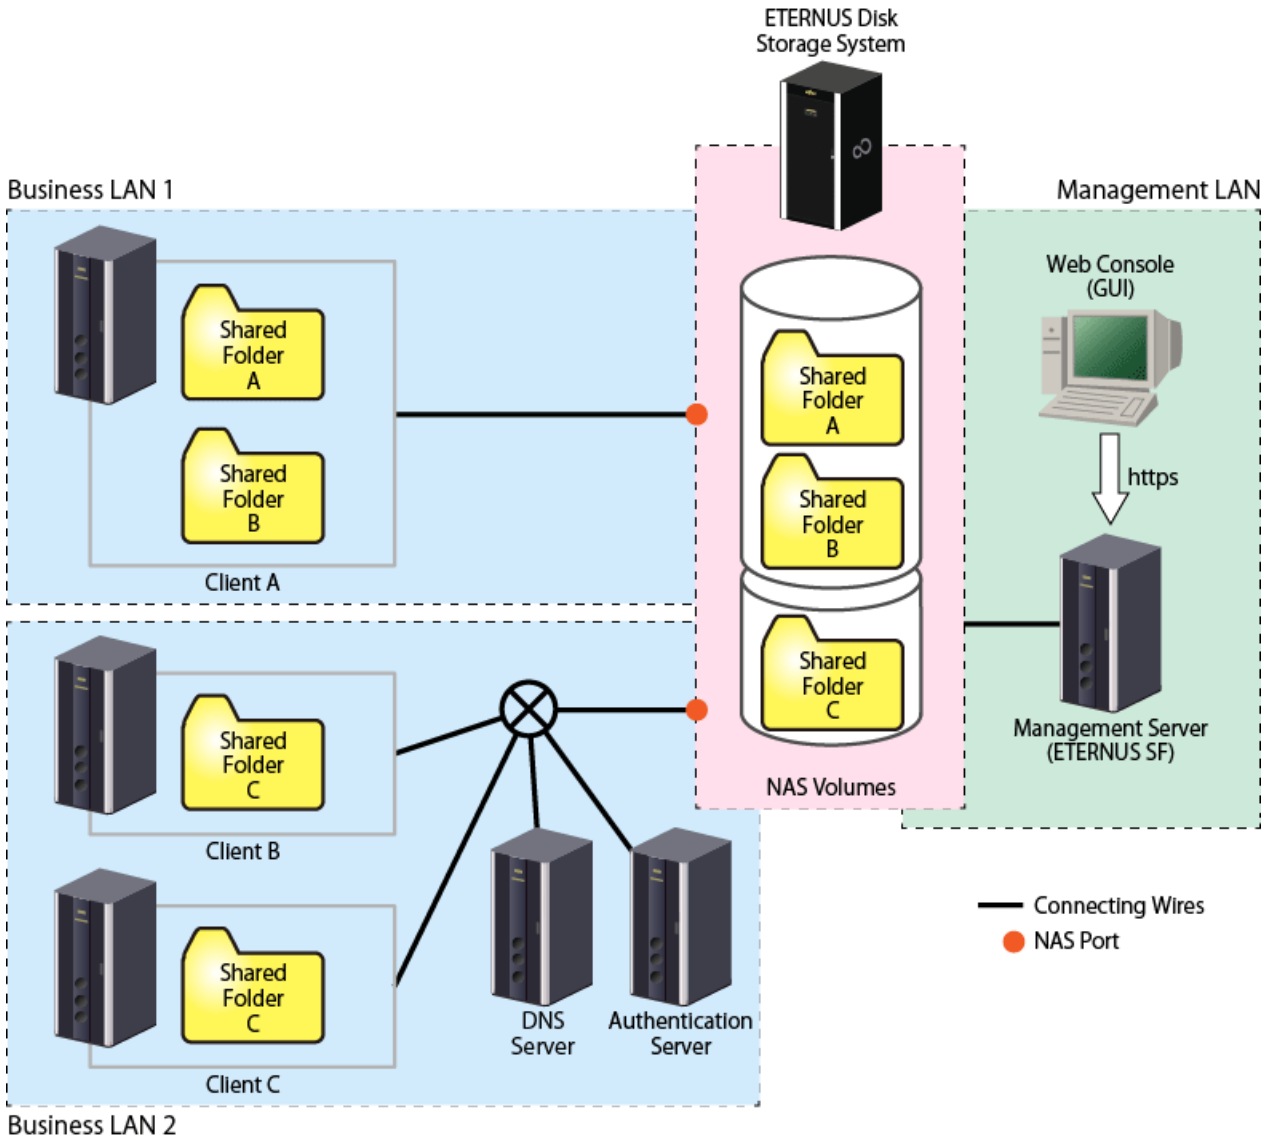 ETERNUS Disk
Storage System
Business LAN 1
Management LAN
Shared
Folder
A
Shared
Folder
B
Client A
Shared
Folder
A
Shared
Folder
B
Shared
Folder
C
NAS Volumes
Web Console
(GUI)
https
Management Server
(ETERNUS SF)
Shared
Folder
C
Client B
Shared
Folder
C
Client C
DNS
Server
Authentication
Server
Business LAN 2
Connecting Wires
NAS Port